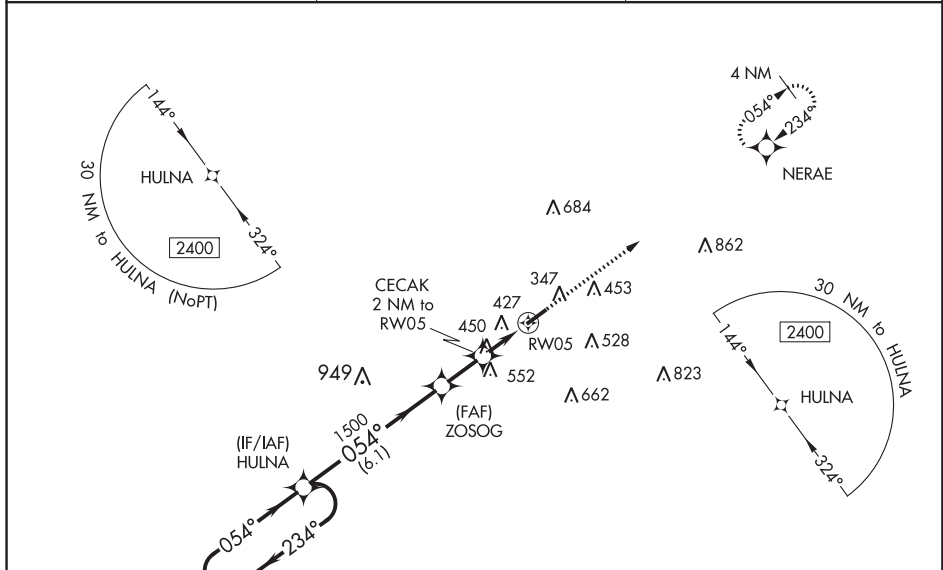 4 NM
054°
234°
NERAE
144°
HULNA
324°
2400
30 NM to HULNA (NoPT)
684
862
CECAK
2 NM to
RW05
347
453
427
450
RW05
528
552
949
823
662
(FAF)
ZOSOG
30 NM to HULNA
2400
144°
HULNA
324°
1500
054°
(6.1)
(IF/IAF)
HULNA
054°
234°